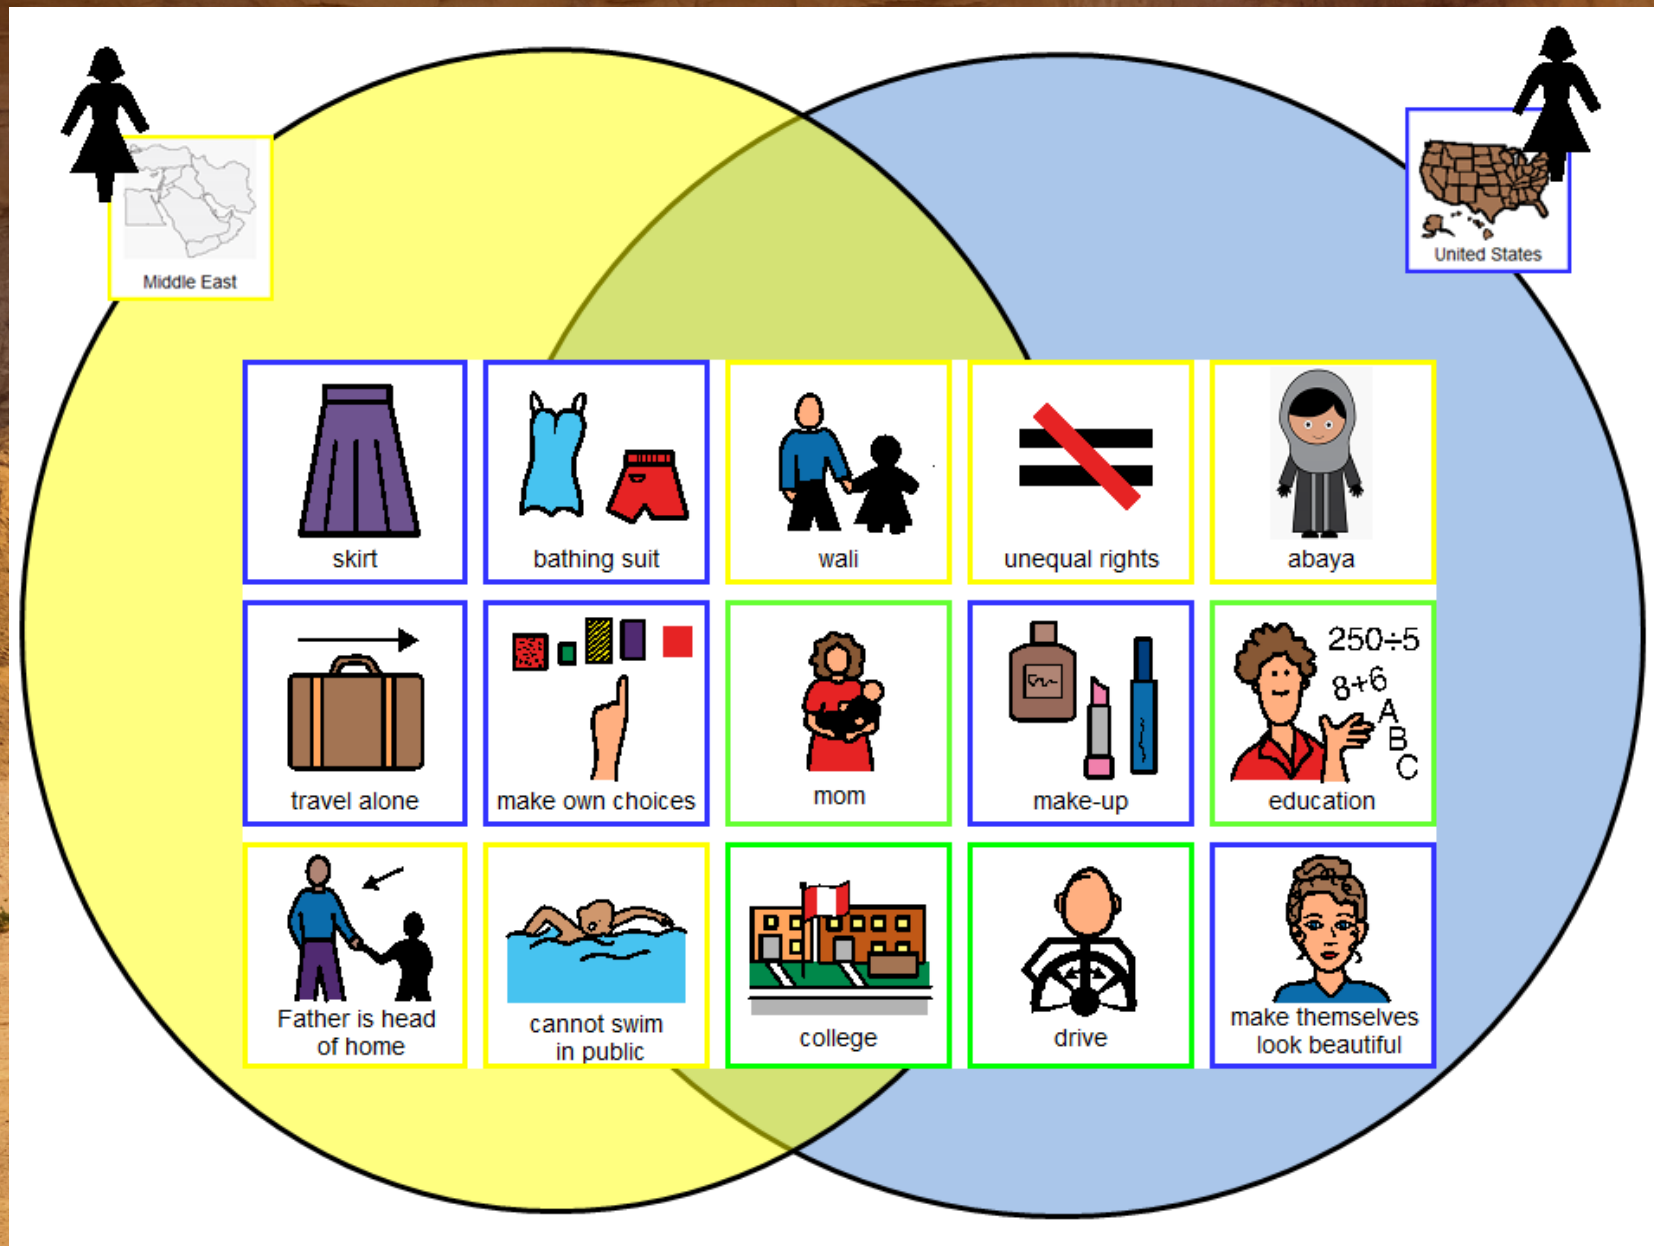 Middle East
United States
skirt
bathing suit
wali
unequal rights
abaya
travel alone
make own choices
mom
make-up
250÷5
8+6
A
B
C
education
Father is head
of home
cannot swim
in public
college
drive
make themselves
look beautiful